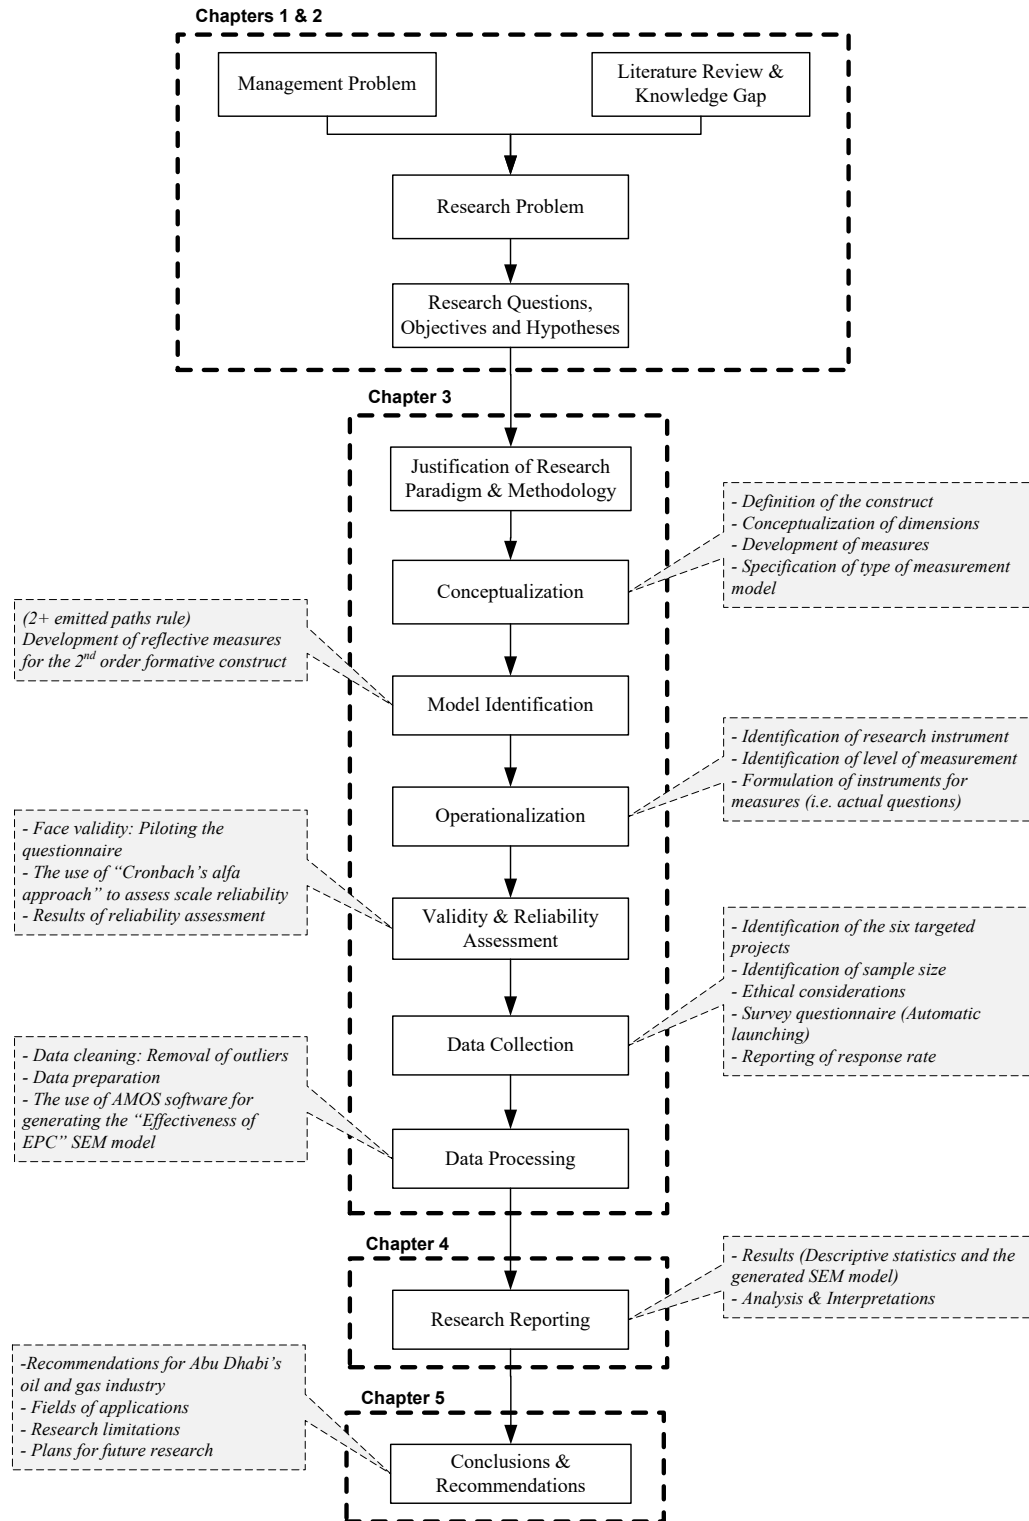 Chapters 1 & 2
Management Problem
Literature Review &
Knowledge Gap
Research Problem
Research Questions,
Objectives and Hypotheses
Chapter 3
Justification of Research
Paradigm & Methodology
- Definition of the construct
- Conceptualization of dimensions
- Development of measures
- Specification of type of measurement
model
Conceptualization
(2+ emitted paths rule)
Development of reflective measures
for the 2nd order formative construct
Model Identification
- Identification of research instrument
- Identification of level of measurement
- Formulation of instruments for
measures (i.e. actual questions)
Operationalization
- Face validity: Piloting the
questionnaire
- The use of “Cronbach’s alfa
approach” to assess scale reliability
- Results of reliability assessment
Validity & Reliability
Assessment
- Identification of the six targeted
projects
- Identification of sample size
- Ethical considerations
- Survey questionnaire (Automatic
launching)
- Reporting of response rate
Data Collection
- Data cleaning: Removal of outliers
- Data preparation
- The use of AMOS software for
generating the “Effectiveness of
EPC” SEM model
Data Processing
Chapter 4
- Results (Descriptive statistics and the
generated SEM model)
- Analysis & Interpretations
Research Reporting
-Recommendations for Abu Dhabi’s
oil and gas industry
- Fields of applications
- Research limitations
- Plans for future research
Chapter 5
Conclusions &
Recommendations